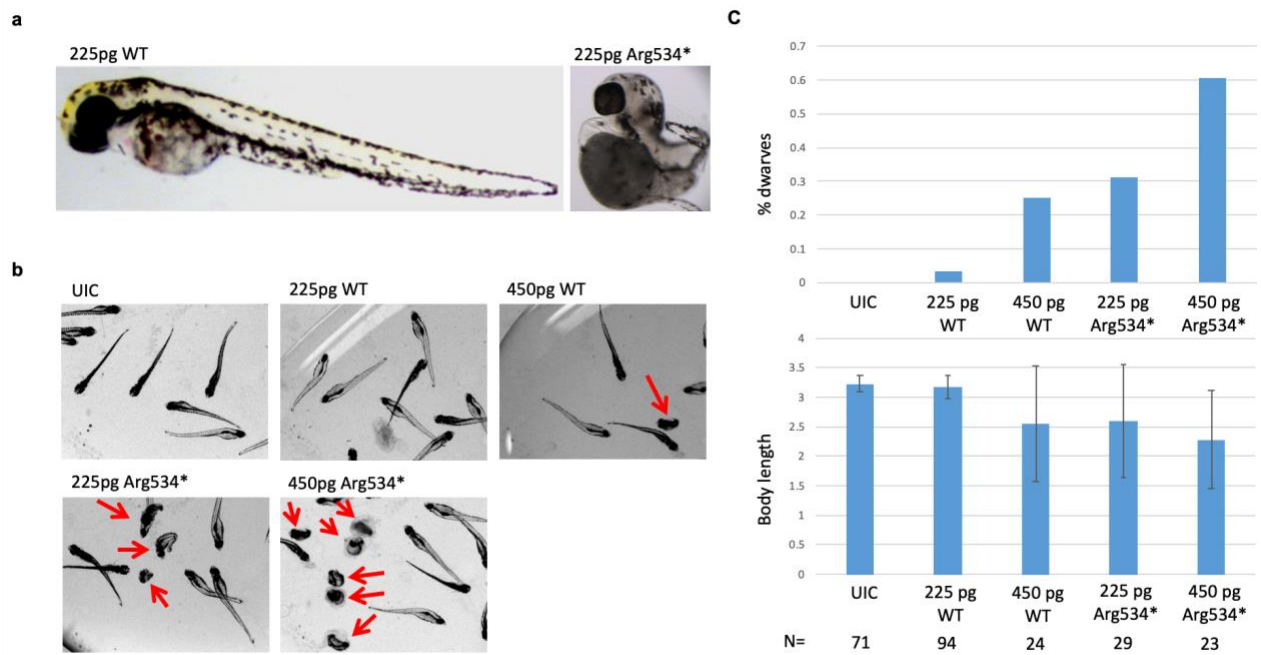 a
225pg WT
225pg Arg534*
b
UIC
225pg WT
450pg WT
225pg Arg534*
450pg Arg534*
C
% dwarves
0.7
0.6
0.5
0.4
0.3
0.2
0.1
0
UIC
225 pg WT
450 pg WT
225 pg Arg534*
450 pg Arg534*
Body length
4
3.5
3
2.5
2
1.5
1
0.5
0
UIC
225 pg WT
450 pg WT
225 pg Arg534*
450 pg Arg534*
N= 71 94 24 29 23